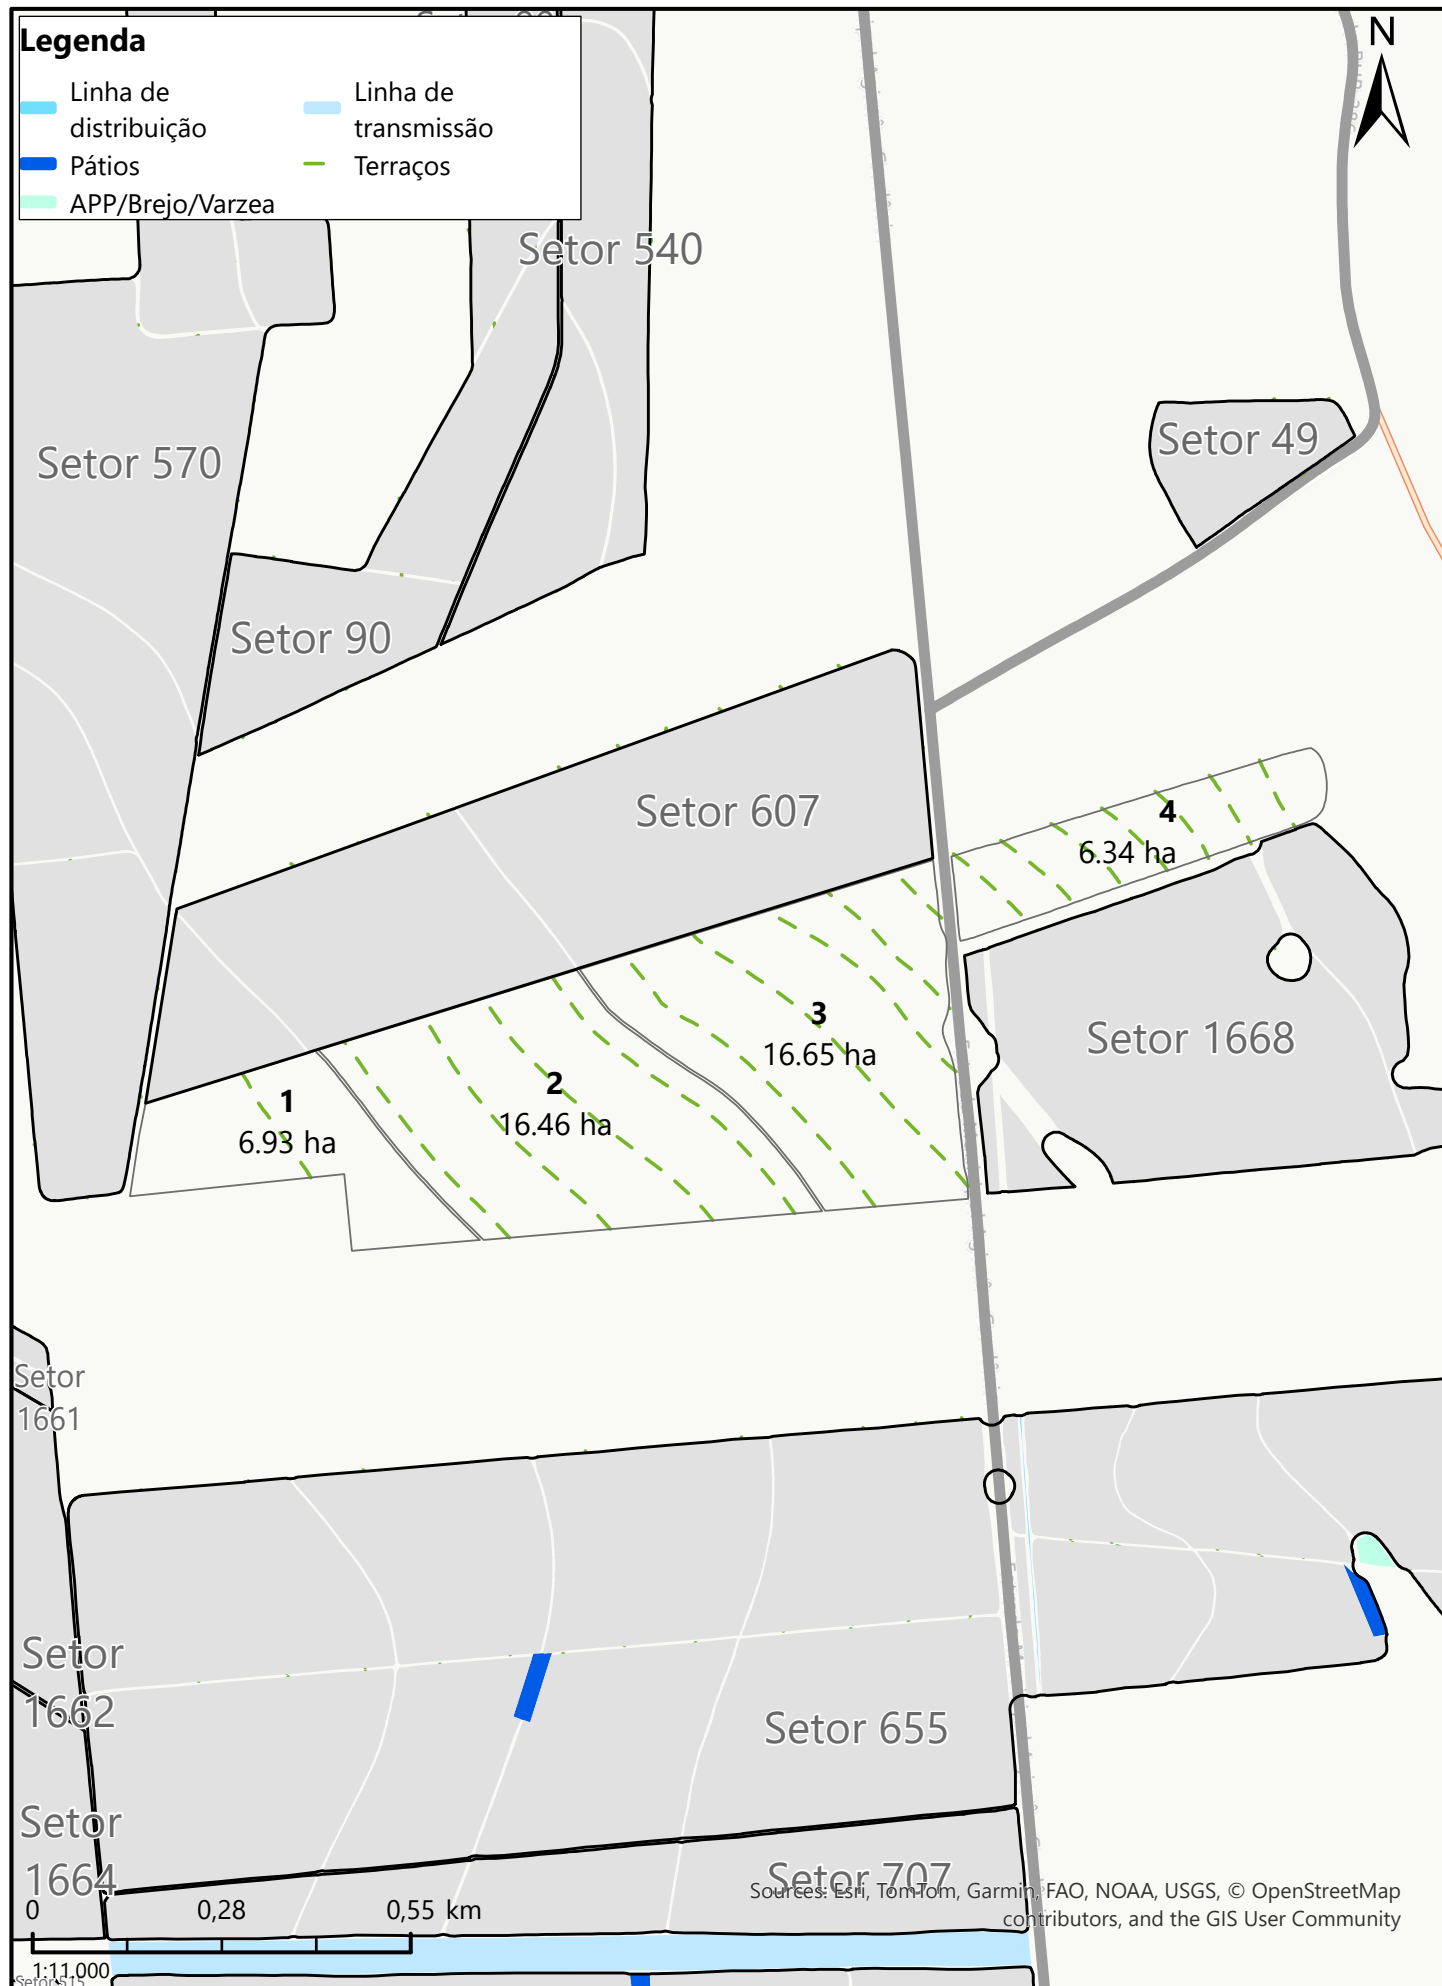 Legenda
Linha de
distribuição
Linha de
transmissão
Pátios
Terraços
APP/Brejo/Varzea
N
Setor 540
Setor 49
Setor 570
Setor 90
Setor 607
4
6.34 ha
3
16.65 ha
Setor 1668
2
16.46 ha
1
6.93 ha
Setor
1661
Setor
1662
Setor 655
Setor
1664
Setor 707
Sources: Esri, TomTom, Garmin, FAO, NOAA, USGS, © OpenStreetMap
contributors, and the GIS User Community
0 0,28 0,55 km
1:11.000
Setor 515